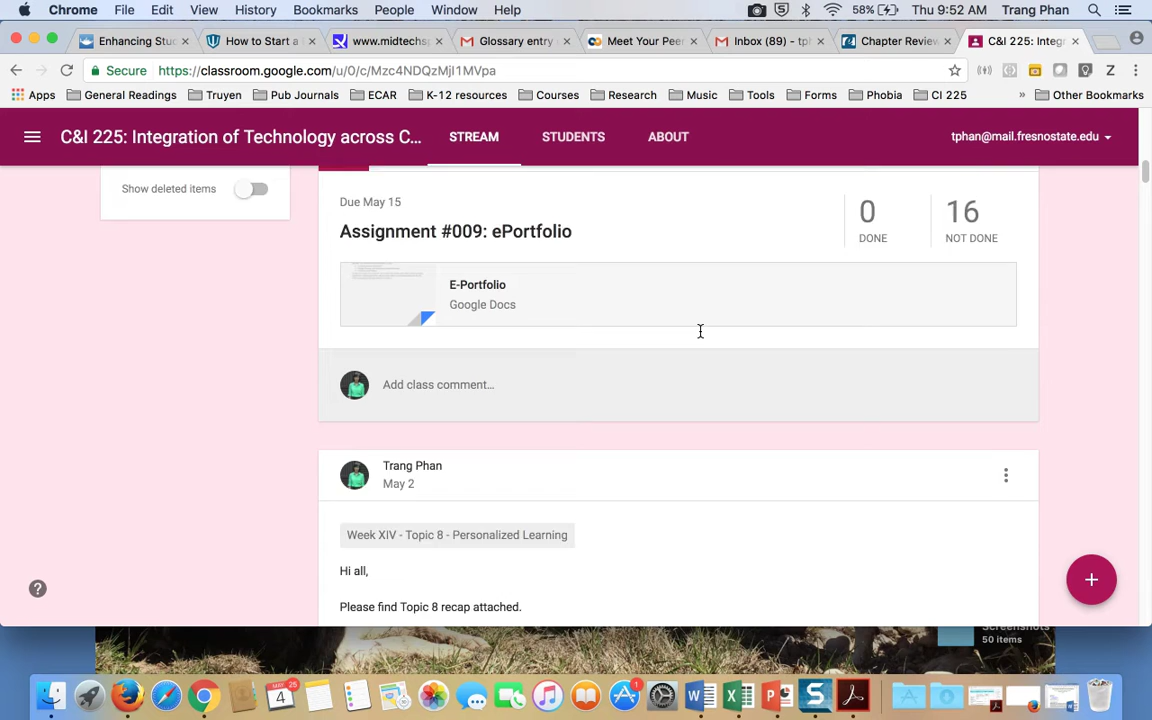 Chrome File Edit View History Bookmarks People Window Help 58% Thu 9:52 AM Trang Phan
Enhancing Stu How to Start a www.midtechs Glossary entry Meet Your Pee Inbox (89) - tp Chapter Review C&I 225: Integ
Secure https://classroom.google.com/u/0/c/Mzc4NDQzMjI1MVpa
Apps General Readings Truyen Pub Journals ECAR K-12 resources Courses Research Music Tools Forms Phobia CI 225 » Other Bookmarks
C&I 225: Integration of Technology across C... STREAM STUDENTS ABOUT tphan@mail.fresnostate.edu
Show deleted items
Due May 15
Assignment #009: ePortfolio
0 16
DONE NOT DONE
E-Portfolio
Google Docs
Add class comment...
Trang Phan
May 2
Week XIV - Topic 8 - Personalized Learning
Hi all,
Please find Topic 8 recap attached.
Screenshots
50 items
MAY 25
4
1